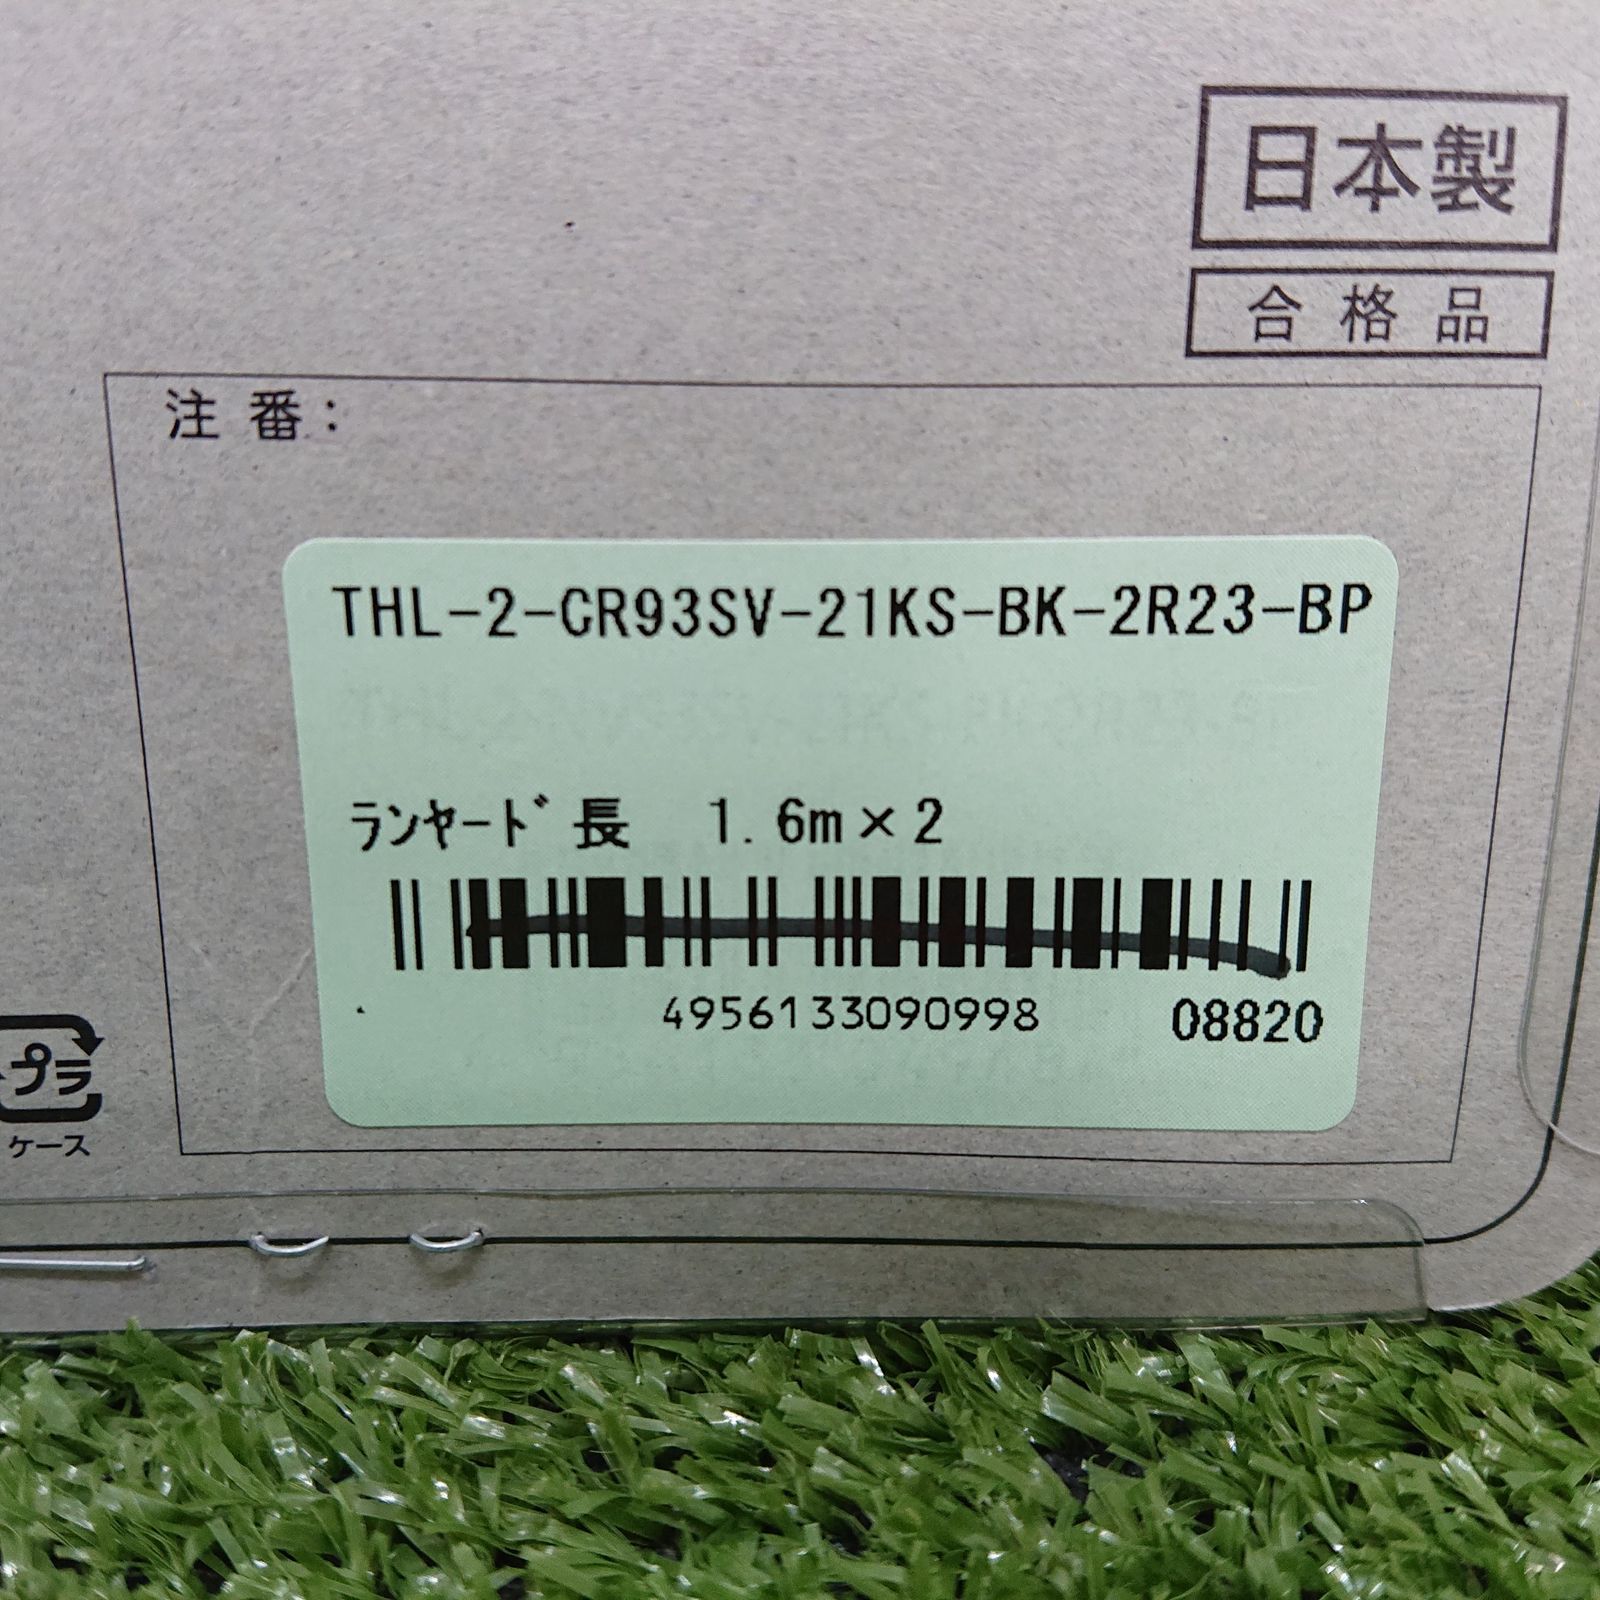 日本製
合格品
注番：
THL-2-CR93SV-21KS-BK-2R23-BP
ﾗﾝﾔｰﾄﾞ長 1.6m×2
4956133090998 08820
プラ
ケース